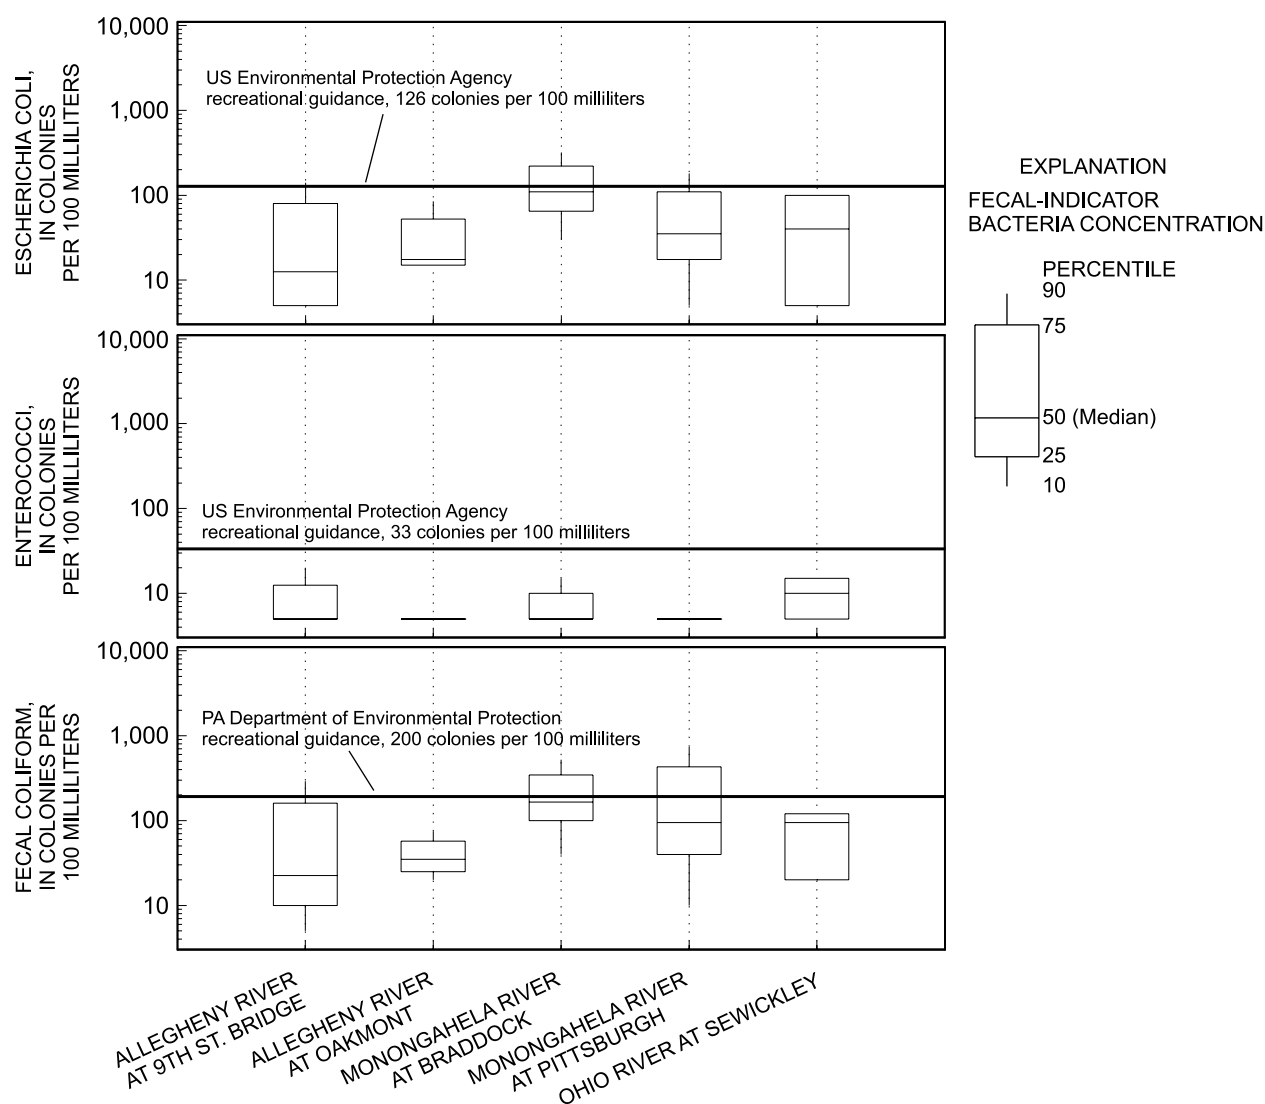 ESCHERICHIA COLI,
IN COLONIES
PER 100 MILLILITERS
10,000
1,000
100
10
US Environmental Protection Agency
recreational guidance, 126 colonies per 100 milliliters
ENTEROCOCCI,
IN COLONIES
PER 100 MILLILITERS
10,000
1,000
100
10
US Environmental Protection Agency
recreational guidance, 33 colonies per 100 milliliters
FECAL COLIFORM,
IN COLONIES PER
100 MILLILITERS
10,000
1,000
100
10
PA Department of Environmental Protection
recreational guidance, 200 colonies per 100 milliliters
ALLEGHENY RIVER
AT 9TH ST. BRIDGE
ALLEGHENY RIVER
AT OAKMONT
MONONGAHELA RIVER
AT BRADDOCK
MONONGAHELA RIVER
AT PITTSBURGH
OHIO RIVER AT SEWICKLEY
EXPLANATION
FECAL-INDICATOR
BACTERIA CONCENTRATION
PERCENTILE
90
75
50 (Median)
25
10